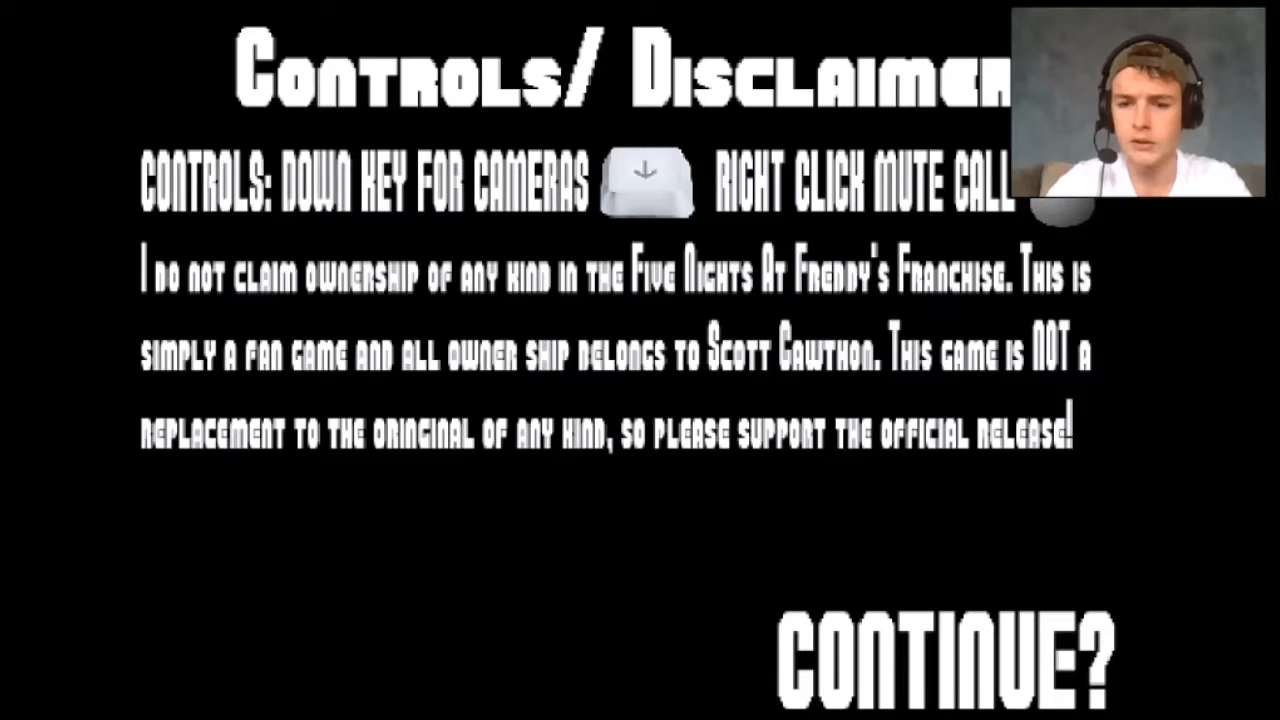 Controls/ Disclaimer
CONTROLS: DOWN KEY FOR CAMERAS RIGHT CLICK MUTE CALL
I do not claim ownership of any kind in the Five Nights At Freddy's Franchise. This is
simply a fan game and all owner ship belongs to Scott Cawthon. This game is NOT a
replacement to the oringinal of any kind, so please support the official release!
CONTINUE?